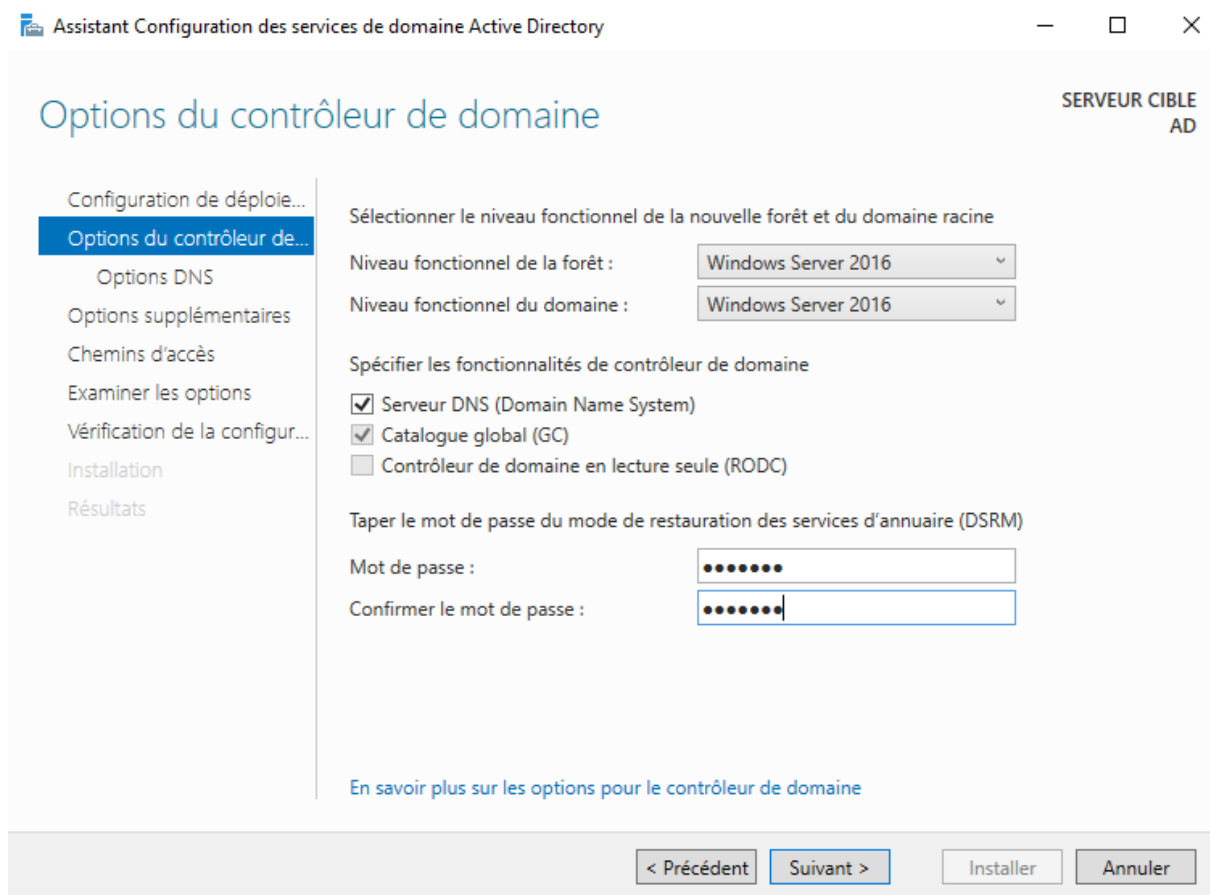 Assistant Configuration des services de domaine Active Directory
Options du contrôleur de domaine
SERVEUR CIBLE
AD
Configuration de déploie...
Options du contrôleur de...
Options DNS
Options supplémentaires
Chemins d'accès
Examiner les options
Vérification de la configur...
Installation
Résultats
Sélectionner le niveau fonctionnel de la nouvelle forêt et du domaine racine
Niveau fonctionnel de la forêt : Windows Server 2016
Niveau fonctionnel du domaine : Windows Server 2016
Spécifier les fonctionnalités de contrôleur de domaine
Serveur DNS (Domain Name System)
Catalogue global (GC)
Contrôleur de domaine en lecture seule (RODC)
Taper le mot de passe du mode de restauration des services d'annuaire (DSRM)
Mot de passe : •••••••
Confirmer le mot de passe : •••••••
En savoir plus sur les options pour le contrôleur de domaine
< Précédent Suivant > Installer Annuler